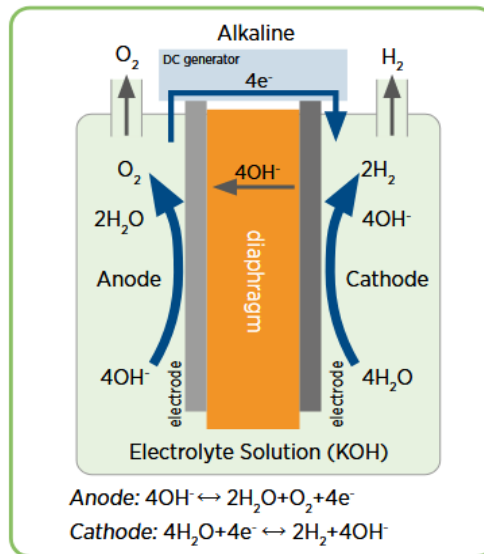 Alkaline
O₂
H₂
DC generator
4e⁻
O₂
4OH⁻
2H₂
2H₂O
4OH⁻
diaphragm
Anode
Cathode
4OH⁻
4H₂O
electrode
electrode
Electrolyte Solution (KOH)
Anode: 4OH⁻ ↔ 2H₂O+O₂+4e⁻
Cathode: 4H₂O+4e⁻ ↔ 2H₂+4OH⁻